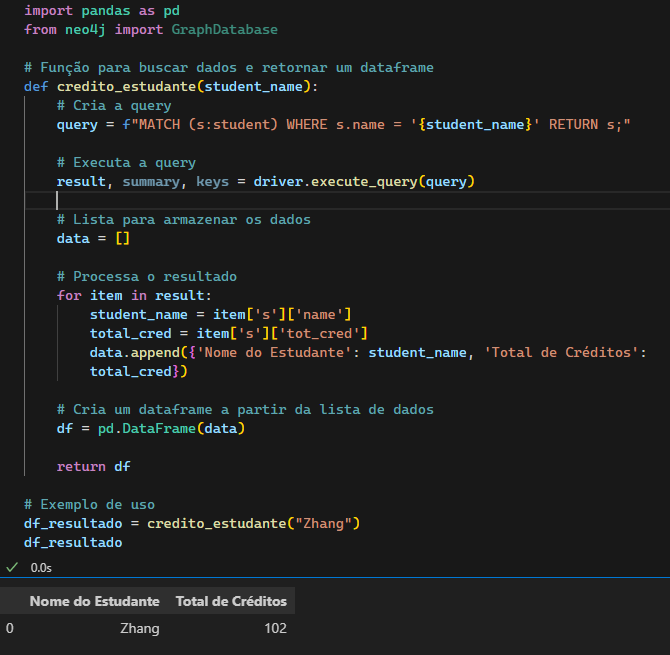 import pandas as pd
from neo4j import GraphDatabase
# Função para buscar dados e retornar um dataframe
def credito_estudante(student_name):
# Cria a query
query = f"MATCH (s:student) WHERE s.name = '{student_name}' RETURN s;"
# Executa a query
result, summary, keys = driver.execute_query(query)
# Lista para armazenar os dados
data = []
# Processa o resultado
for item in result:
student_name = item['s']['name']
total_cred = item['s']['tot_cred']
data.append({'Nome do Estudante': student_name, 'Total de Créditos':
total_cred})
# Cria um dataframe a partir da lista de dados
df = pd.DataFrame(data)
return df
# Exemplo de uso
df_resultado = credito_estudante("Zhang")
df_resultado
0.0s
Nome do Estudante Total de Créditos
0 Zhang 102